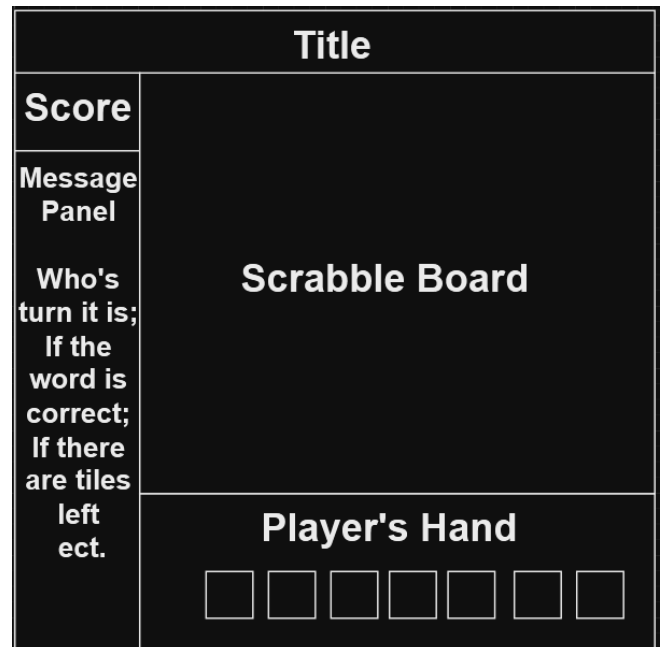 Title
Score
Message
Panel
Who's
turn it is;
If the
word is
correct;
If there
are tiles
left
ect.
Scrabble Board
Player's Hand